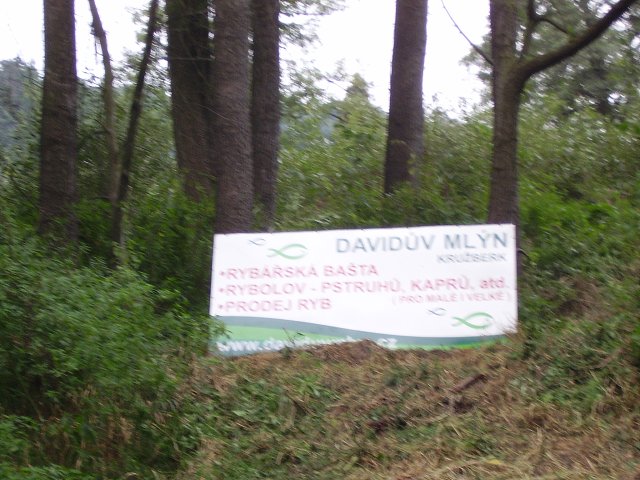 DAVIDŮV MLÝN
KRUŽBERK
•RYBÁŘSKÁ BAŠTA
•RYBOLOV - PSTRUHŮ, KAPRŮ, atd.
( PRO MALÉ I VELKÉ )
•PRODEJ RYB